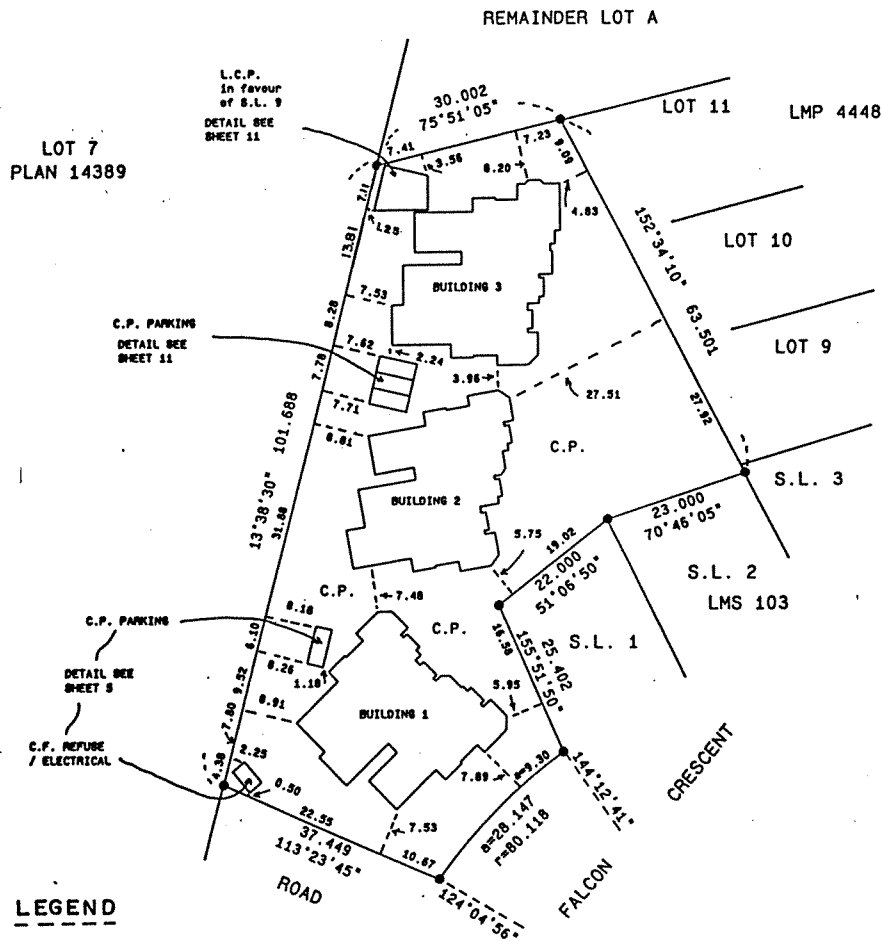 REMAINDER LOT A
L.C.P.
in favour
of S.L. 9
DETAIL SEE
SHEET 11
30.002
75°51'05"
LOT 11
LMP 4448
LOT 7
PLAN 14389
7.41
3.56
7.23
6.20
9.09
4.83
7.11
1.25
13.81
152°34'10"
63.501
LOT 10
BUILDING 3
7.53
8.28
C.P. PARKING
DETAIL SEE
SHEET 11
7.62
2.24
7.78
3.96
LOT 9
27.51
27.92
7.71
6.81
C.P.
13°38'30"
101.688
31.88
BUILDING 2
S.L. 3
23.000
70°46'05"
5.75
19.02
22.000
51°06'50"
S.L. 2
LMS 103
C.P.
7.48
C.P.
S.L. 1
16.58
25.402
155°51'50"
C.P. PARKING
8.18
6.10
DETAIL SEE
SHEET 5
8.26
1.18
9.52
8.91
5.95
BUILDING 1
7.80
C.F. REFUSE
/ ELECTRICAL
2.25
4.38
0.50
7.89
a=9.30
144°12'41"
CRESCENT
22.55
37.449
113°23'45"
7.53
10.67
a=28.147
r=80.118
FALCON
ROAD
124°04'56"
LEGEND